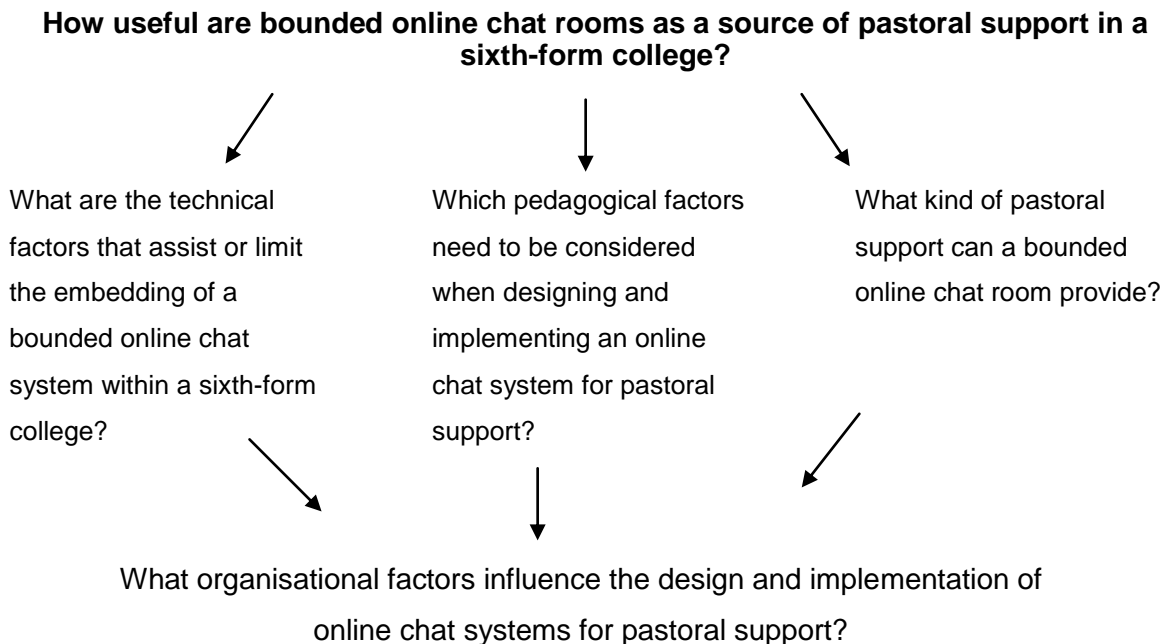 How useful are bounded online chat rooms as a source of pastoral support in a
sixth-form college?
What are the technical
factors that assist or limit
the embedding of a
bounded online chat
system within a sixth-form
college?
Which pedagogical factors
need to be considered
when designing and
implementing an online
chat system for pastoral
support?
What kind of pastoral
support can a bounded
online chat room provide?
What organisational factors influence the design and implementation of
online chat systems for pastoral support?